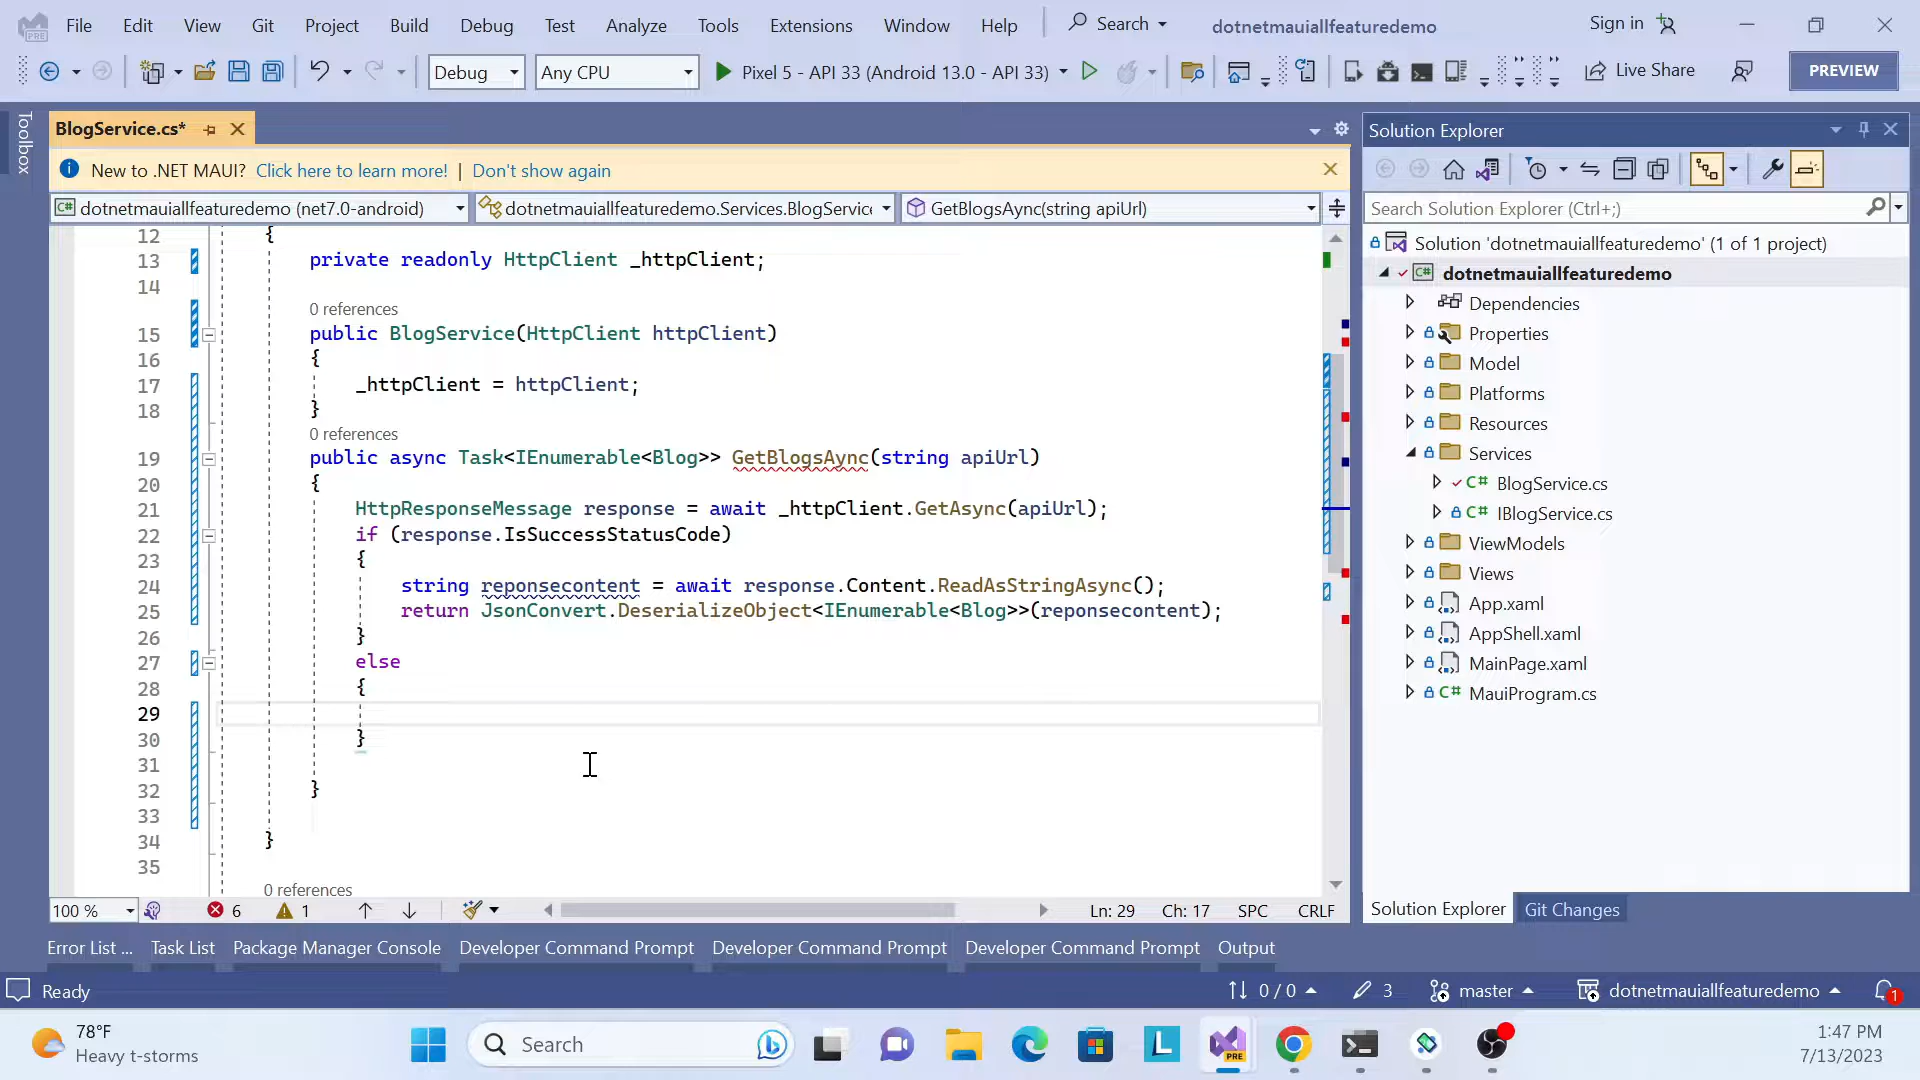 File Edit View Git Project Build Debug Test Analyze Tools Extensions Window Help Search dotnetmauiallfeaturedemo Sign in
PRE
Debug Any CPU Pixel 5 - API 33 (Android 13.0 - API 33) Live Share PREVIEW
Toolbox
BlogService.cs*
New to .NET MAUI? Click here to learn more! | Don't show again
dotnetmauiallfeaturedemo (net7.0-android) dotnetmauiallfeaturedemo.Services.BlogService GetBlogsAync(string apiUrl)
12 {
13 private readonly HttpClient _httpClient;
14
0 references
15 public BlogService(HttpClient httpClient)
16 {
17 _httpClient = httpClient;
18 }
0 references
19 public async Task<IEnumerable<Blog>> GetBlogsAync(string apiUrl)
20 {
21 HttpResponseMessage response = await _httpClient.GetAsync(apiUrl);
22 if (response.IsSuccessStatusCode)
23 {
24 string reponsecontent = await response.Content.ReadAsStringAsync();
25 return JsonConvert.DeserializeObject<IEnumerable<Blog>>(reponsecontent);
26 }
27 else
28 {
29
30 }
31
32 }
33
34 }
35
0 references
100 % 6 1 Ln: 29 Ch: 17 SPC CRLF
Solution Explorer
Search Solution Explorer (Ctrl+;)
Solution 'dotnetmauiallfeaturedemo' (1 of 1 project)
C# dotnetmauiallfeaturedemo
Dependencies
Properties
Model
Platforms
Resources
Services
C# BlogService.cs
C# IBlogService.cs
ViewModels
Views
App.xaml
AppShell.xaml
MainPage.xaml
C# MauiProgram.cs
Solution Explorer Git Changes
Error List ... Task List Package Manager Console Developer Command Prompt Developer Command Prompt Developer Command Prompt Output
Ready 0 / 0 3 master dotnetmauiallfeaturedemo 1
78°F
Heavy t-storms
Search
L
PRE
1:47 PM
7/13/2023